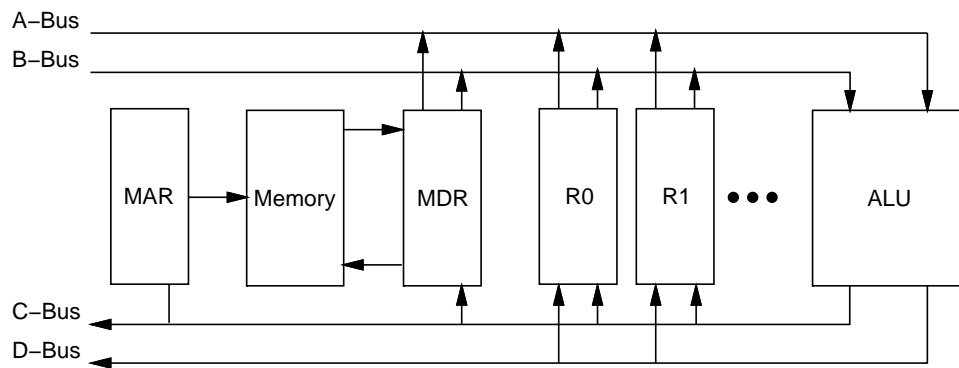 A−Bus
B−Bus
MAR
Memory
MDR
R0
R1
ALU
C−Bus
D−Bus